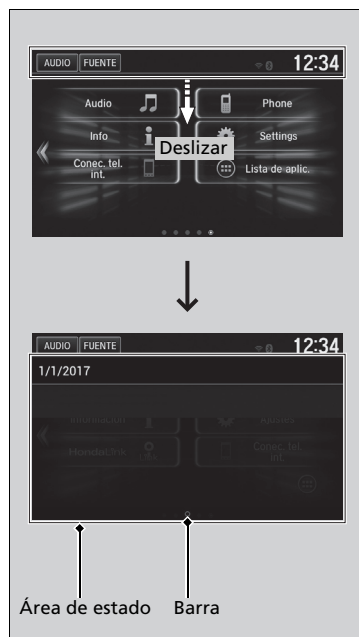 AUDIO FUENTE 12:34
Audio Phone
Info Settings
Deslizar
Conec. tel. int. Lista de aplic.
AUDIO FUENTE 12:34
1/1/2017
Información Ajustes
HondaLink Conec. tel. int.
Área de estado Barra